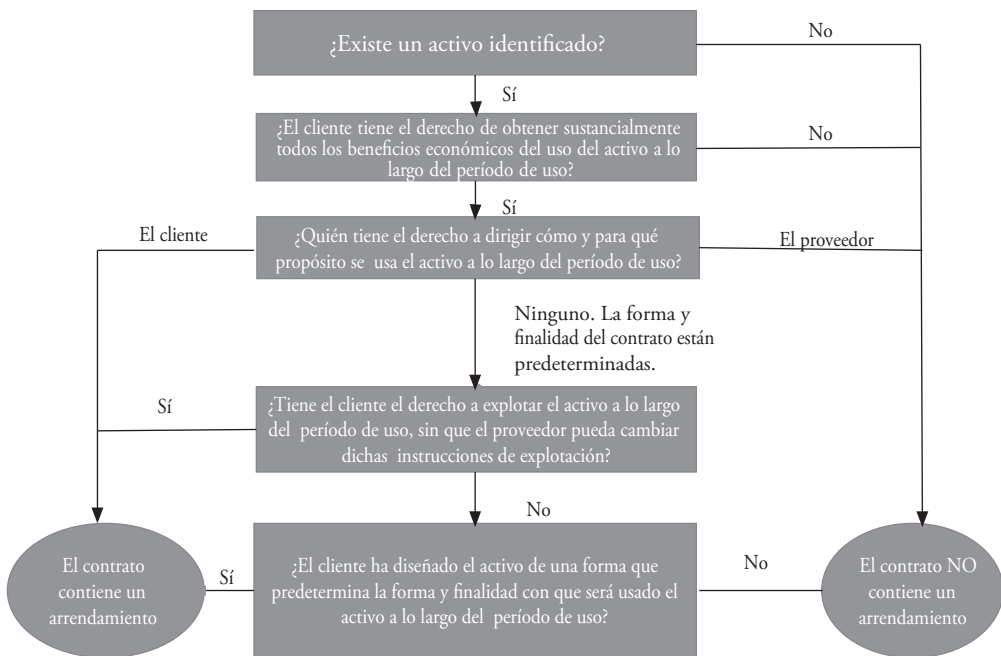 ¿Existe un activo identificado?
No
Sí
¿El cliente tiene el derecho de obtener sustancialmente
todos los beneficios económicos del uso del activo a lo
largo del período de uso?
No
Sí
El cliente
¿Quién tiene el derecho a dirigir cómo y para qué
propósito se usa el activo a lo largo del período de uso?
El proveedor
Ninguno. La forma y
finalidad del contrato están
predeterminadas.
Sí
¿Tiene el cliente el derecho a explotar el activo a lo largo
del período de uso, sin que el proveedor pueda cambiar
dichas instrucciones de explotación?
No
El contrato
contiene un
arrendamiento
Sí
¿El cliente ha diseñado el activo de una forma que
predetermina la forma y finalidad con que será usado el
activo a lo largo del período de uso?
No
El contrato NO
contiene un
arrendamiento